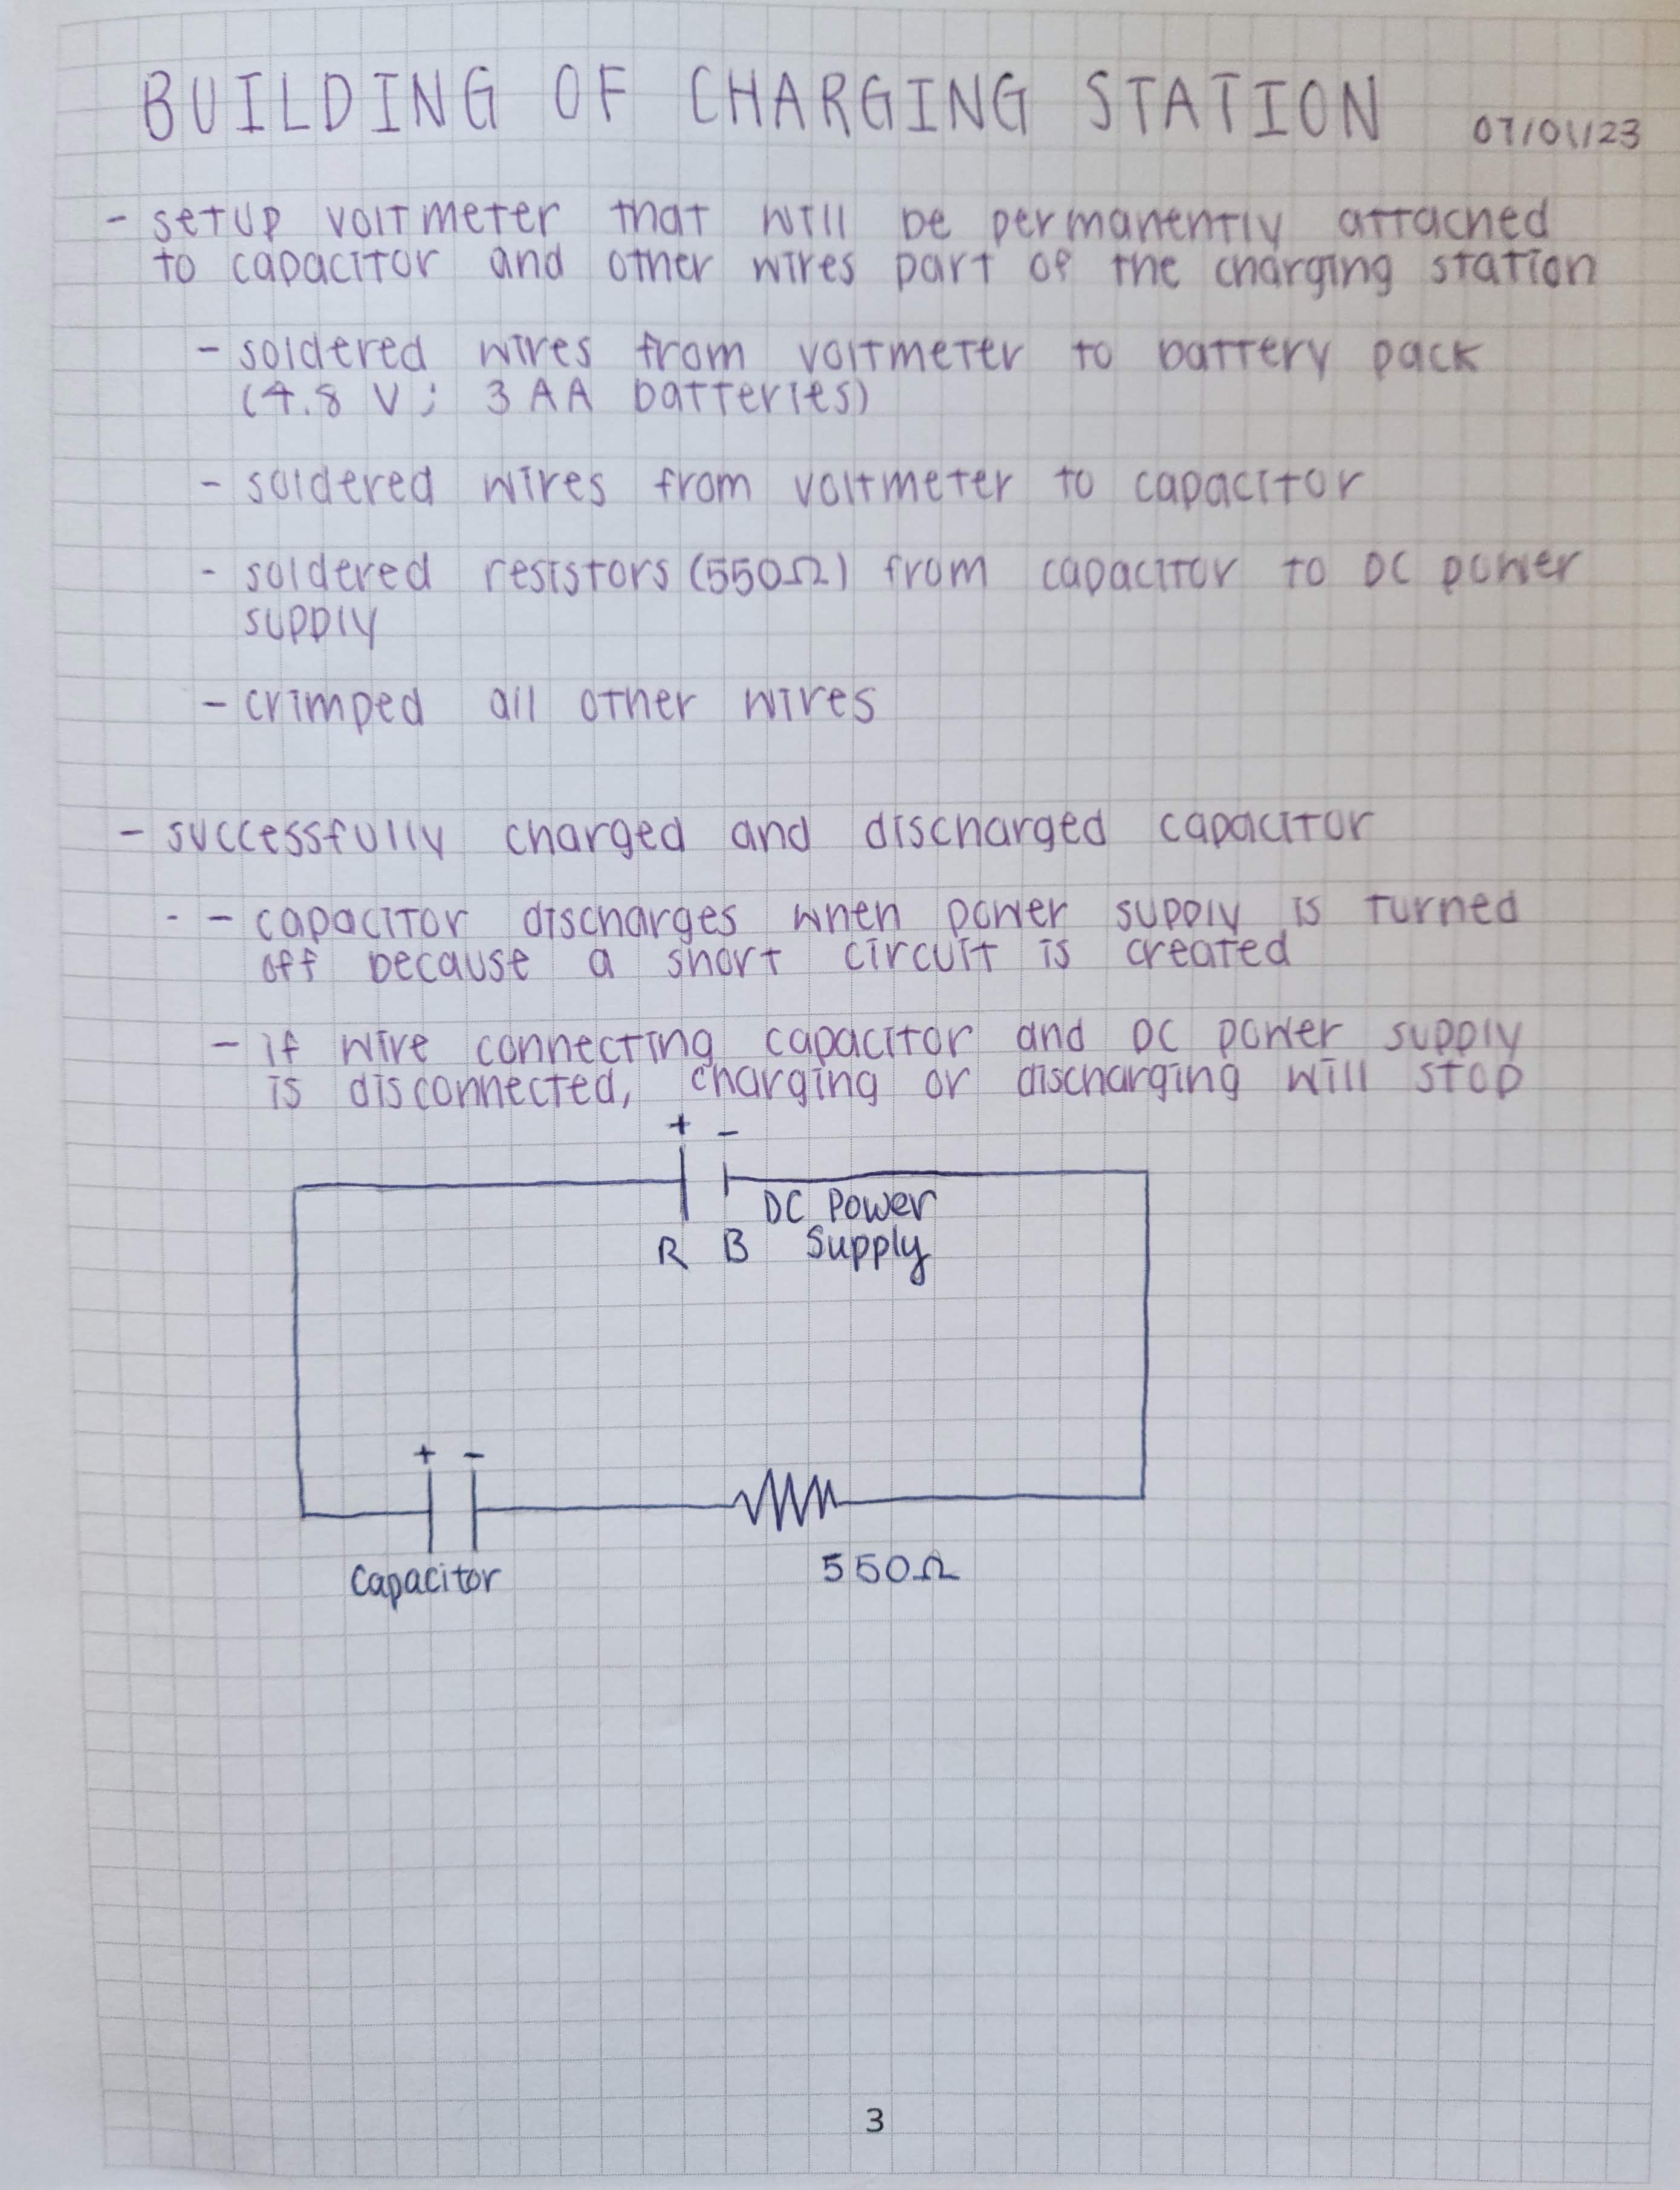 BUILDING OF CHARGING STATION 07/01/23
- setup voltmeter that will be permanently attached
to capacitor and other wires part of the charging station
- soldered wires from voltmeter to battery pack
(4.8 V; 3 AA batteries)
- soldered wires from voltmeter to capacitor
- soldered resistors (550Ω) from capacitor to DC power
supply
- crimped all other wires
- successfully charged and discharged capacitor
- - capacitor discharges when power supply is turned
off because a short circuit is created
- if wire connecting capacitor and DC power supply
is disconnected, charging or discharging will stop
+ -
DC Power
R B Supply
+ -
Capacitor
550Ω
3